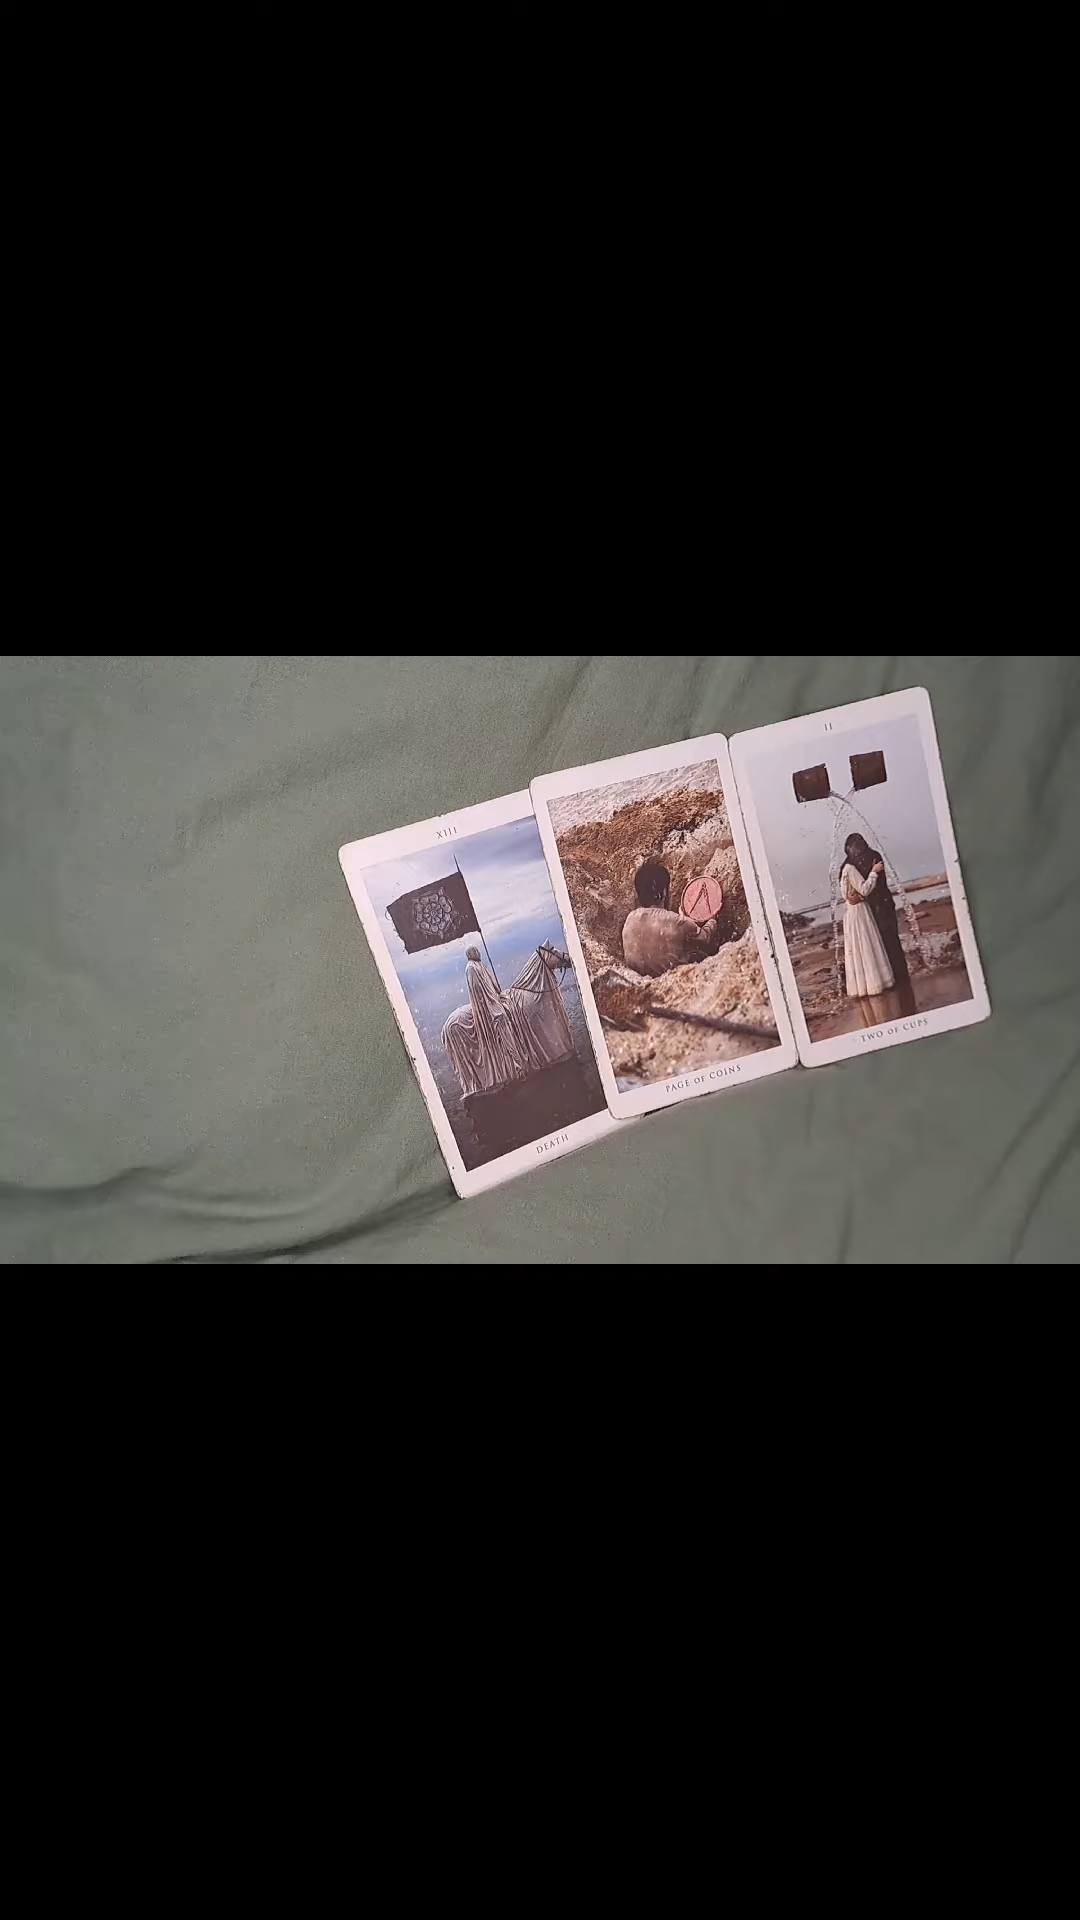 XIII
DEATH
PAGE OF COINS
II
TWO OF CUPS